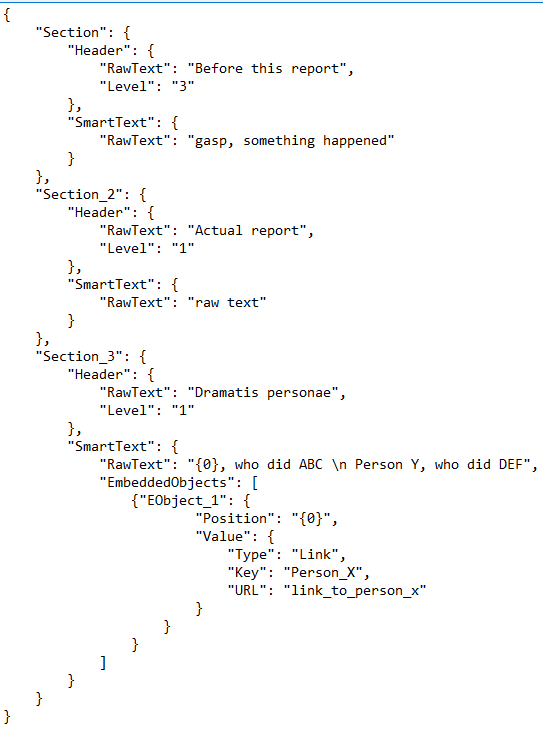 {
    "Section": {
        "Header": {
            "RawText": "Before this report",
            "Level": "3"
        },
        "SmartText": {
            "RawText": "gasp, something happened"
        }
    },
    "Section_2": {
        "Header": {
            "RawText": "Actual report",
            "Level": "1"
        },
        "SmartText": {
            "RawText": "raw text"
        }
    },
    "Section_3": {
        "Header": {
            "RawText": "Dramatis personae",
            "Level": "1"
        },
        "SmartText": {
            "RawText": "{0}, who did ABC \n Person Y, who did DEF",
            "EmbeddedObjects": [
                {"EObject_1": {
                        "Position": "{0}",
                        "Value": {
                            "Type": "Link",
                            "Key": "Person_X",
                            "URL": "link_to_person_x"
                        }
                    }
                }
            ]
        }
    }
}